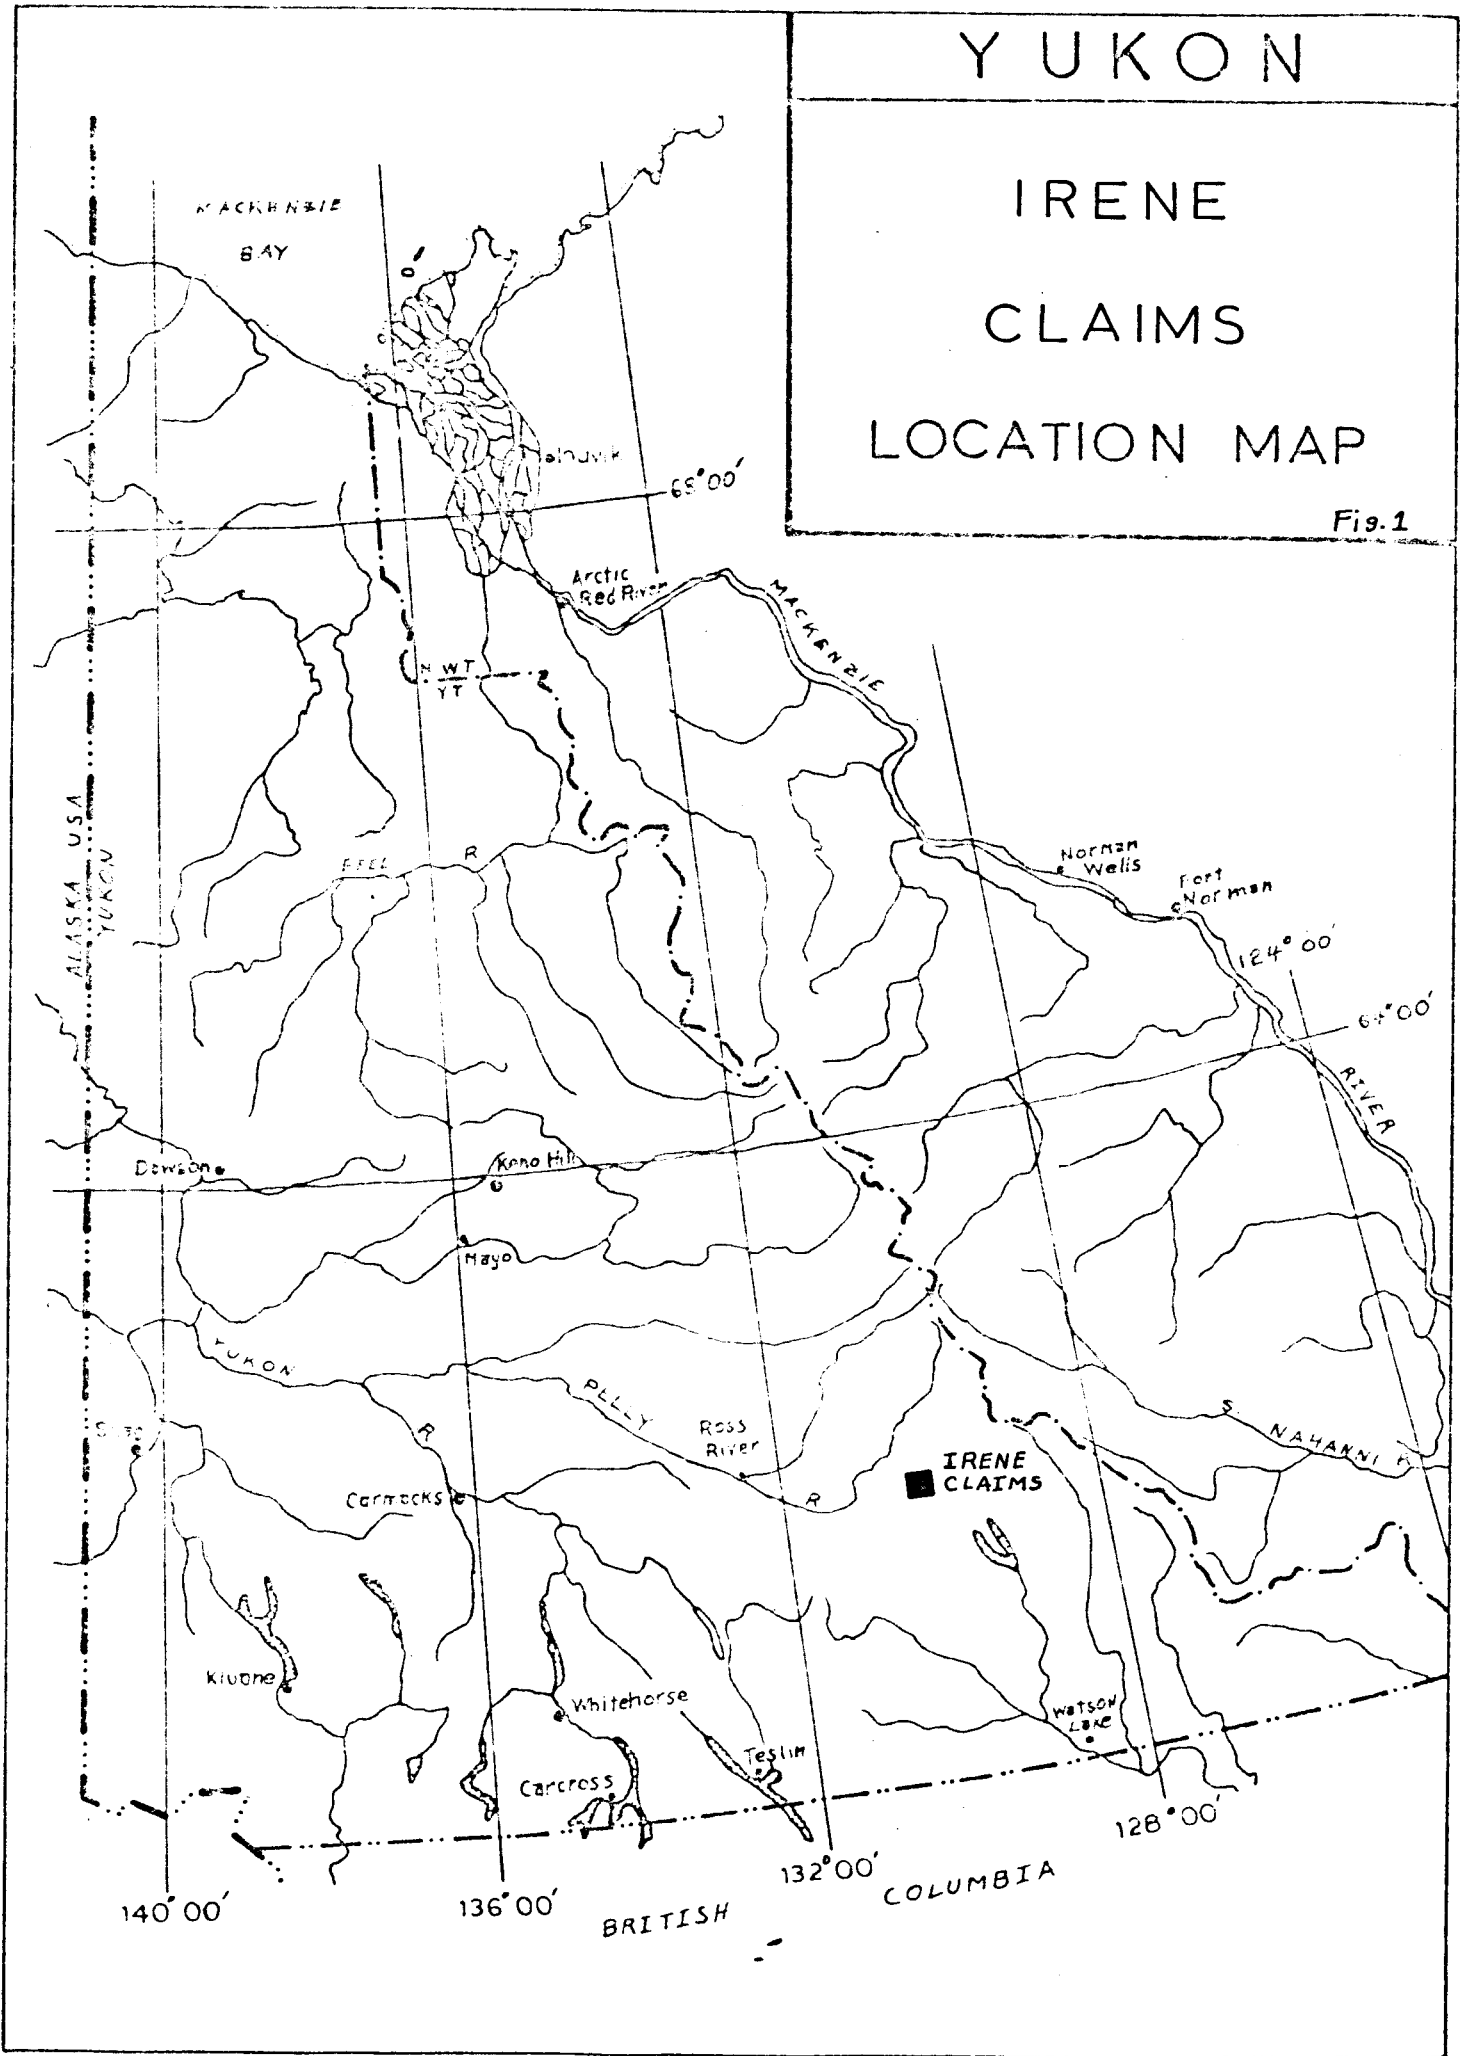 YUKON
IRENE
CLAIMS
LOCATION MAP
Fig.1
MACKENZIE
BAY
68°00'
Arctic
Red River
MACKENZIE
N WT
YT
ALASKA USA
YUKON
R
Norman
Wells
Fort
Norman
124°00'
64°00'
RIVER
Dawson
Keno Hill
Mayo
YUKON
R
PELLY
Ross
River
R
S.
NAHANNI R
IRENE
CLAIMS
Carmacks
Kluane
Whitehorse
Teslin
Carcross
Watson
Lake
128°00'
132°00'
136°00'
140°00'
BRITISH
COLUMBIA